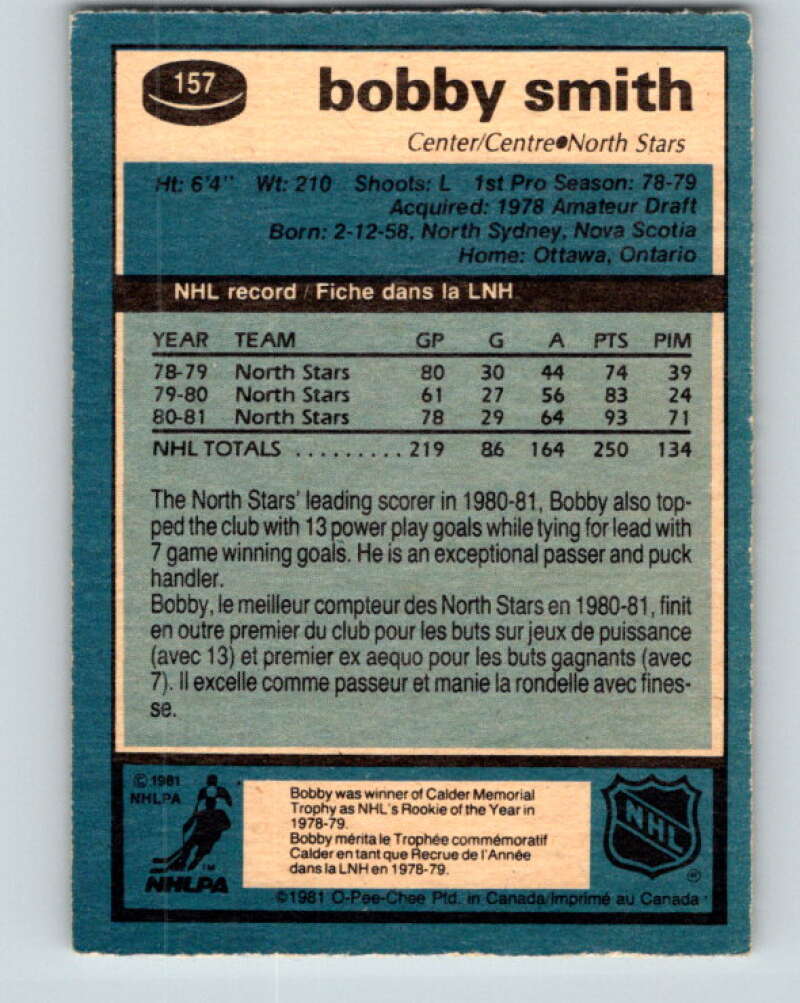 157
bobby smith
Center/Centre●North Stars
Ht: 6'4" Wt: 210 Shoots: L 1st Pro Season: 78-79
Acquired: 1978 Amateur Draft
Born: 2-12-58, North Sydney, Nova Scotia
Home: Ottawa, Ontario
NHL record / Fiche dans la LNH
YEAR TEAM GP G A PTS PIM
78-79 North Stars 80 30 44 74 39
79-80 North Stars 61 27 56 83 24
80-81 North Stars 78 29 64 93 71
NHL TOTALS ......... 219 86 164 250 134
The North Stars' leading scorer in 1980-81, Bobby also top-
ped the club with 13 power play goals while tying for lead with
7 game winning goals. He is an exceptional passer and puck
handler.
Bobby, le meilleur compteur des North Stars en 1980-81, finit
en outre premier du club pour les buts sur jeux de puissance
(avec 13) et premier ex aequo pour les buts gagnants (avec
7). Il excelle comme passeur et manie la rondelle avec fines-
se.
© 1981
NHLPA
TM
NHLPA
Bobby was winner of Calder Memorial
Trophy as NHL's Rookie of the Year in
1978-79.
Bobby mérita le Trophée commémoratif
Calder en tant que Recrue de l'Année
dans la LNH en 1978-79.
NHL
©1981 O-Pee-Chee Ptd. in Canada/Imprimé au Canada